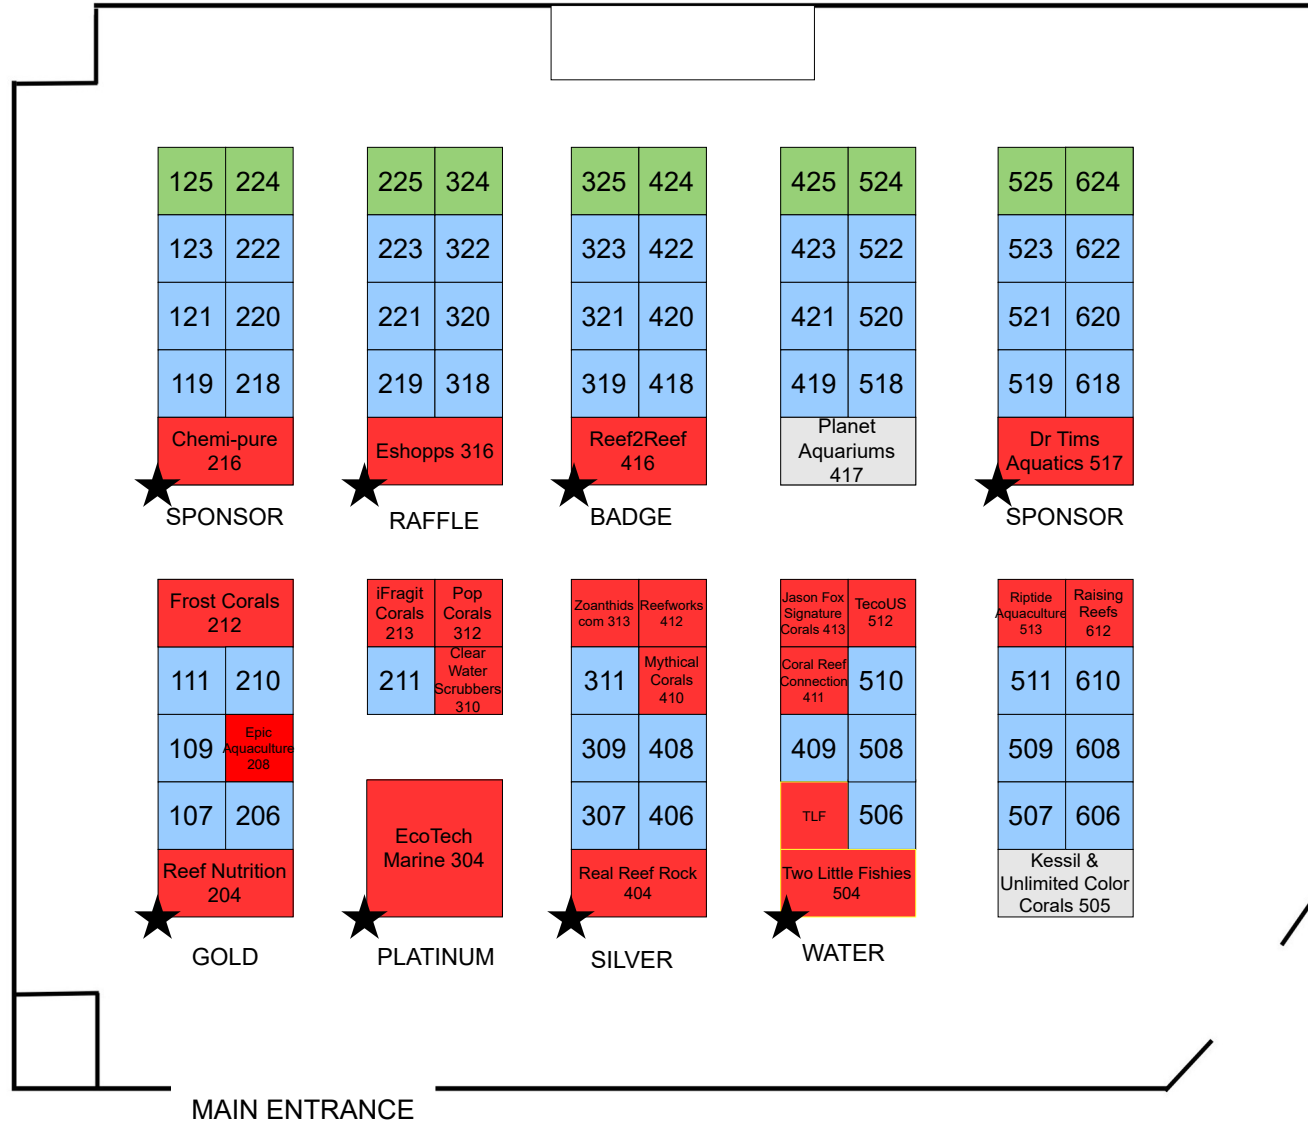 125 224 225 324 325 424 425 524 525 624
123 222 223 322 323 422 423 522 523 622
121 220 221 320 321 420 421 520 521 620
119 218 219 318 319 418 419 518 519 618
Chemi-pure
216
Eshopps 316
Reef2Reef
416
Planet
Aquariums
417
Dr Tims
Aquatics 517
SPONSOR
RAFFLE
BADGE
SPONSOR
Frost Corals
212
iFragit
Corals
213
Pop
Corals
312
Zoanthids
com 313
Reefworks
412
Jason Fox
Signature
Corals 413
TecoUS
512
Riptide
Aquaculture
513
Raising
Reefs
612
111 210
211
Clear
Water
Scrubbers
310
311
Mythical
Corals
410
Coral Reef
Connection
411
510
511 610
109
Epic
Aquaculture
208
309 408
409 508
509 608
107 206
EcoTech
Marine 304
307 406
TLF
506
507 606
Reef Nutrition
204
Real Reef Rock
404
Two Little Fishies
504
Kessil &
Unlimited Color
Corals 505
GOLD
PLATINUM
SILVER
WATER
MAIN ENTRANCE